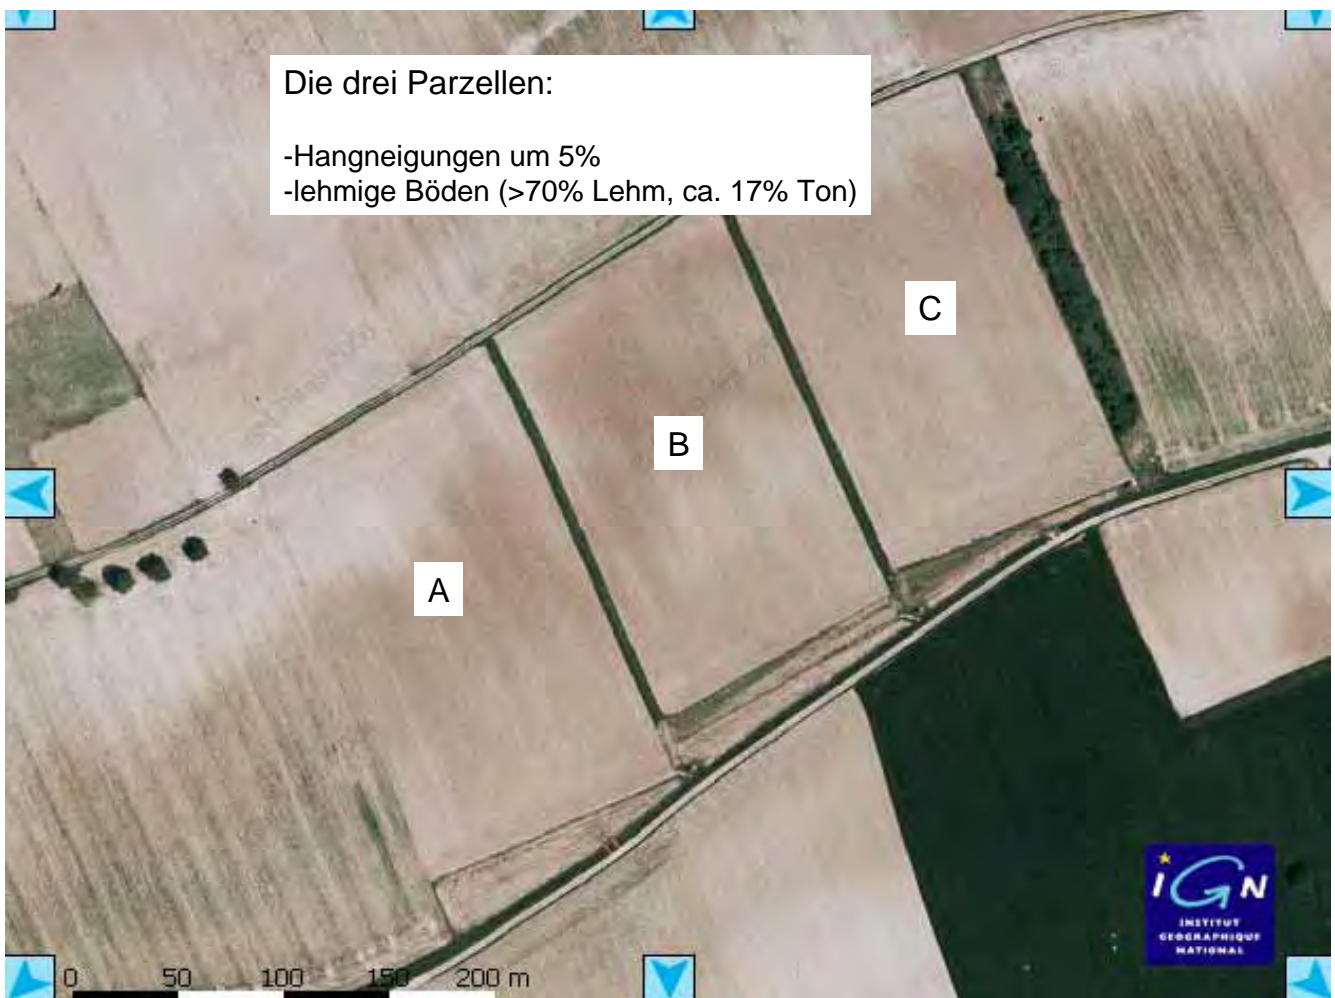 Die drei Parzellen:
-Hangneigungen um 5%
-lehmige Böden (>70% Lehm, ca. 17% Ton)
C
B
A
IGN
INSTITUT
GEOGRAPHIQUE
NATIONAL
0 50 100 150 200 m